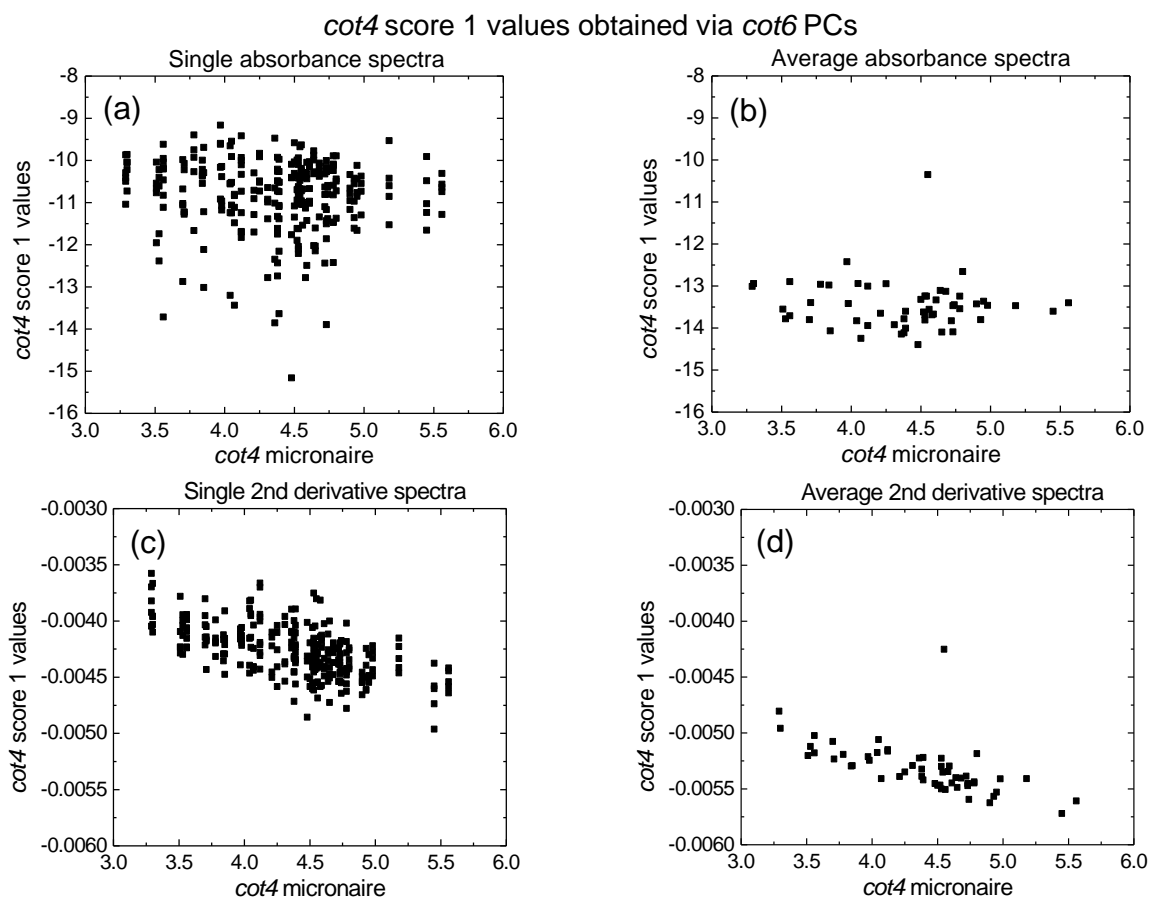 cot4 score 1 values obtained via cot6 PCs
Single absorbance spectra
(a)
-8
-9
-10
-11
-12
-13
-14
-15
-16
cot4 score 1 values
3.0 3.5 4.0 4.5 5.0 5.5 6.0
cot4 micronaire
Average absorbance spectra
(b)
-8
-9
-10
-11
-12
-13
-14
-15
-16
cot4 score 1 values
3.0 3.5 4.0 4.5 5.0 5.5 6.0
cot4 micronaire
Single 2nd derivative spectra
(c)
-0.0030
-0.0035
-0.0040
-0.0045
-0.0050
-0.0055
-0.0060
cot4 score 1 values
3.0 3.5 4.0 4.5 5.0 5.5 6.0
cot4 micronaire
Average 2nd derivative spectra
(d)
-0.0030
-0.0035
-0.0040
-0.0045
-0.0050
-0.0055
-0.0060
cot4 score 1 values
3.0 3.5 4.0 4.5 5.0 5.5 6.0
cot4 micronaire